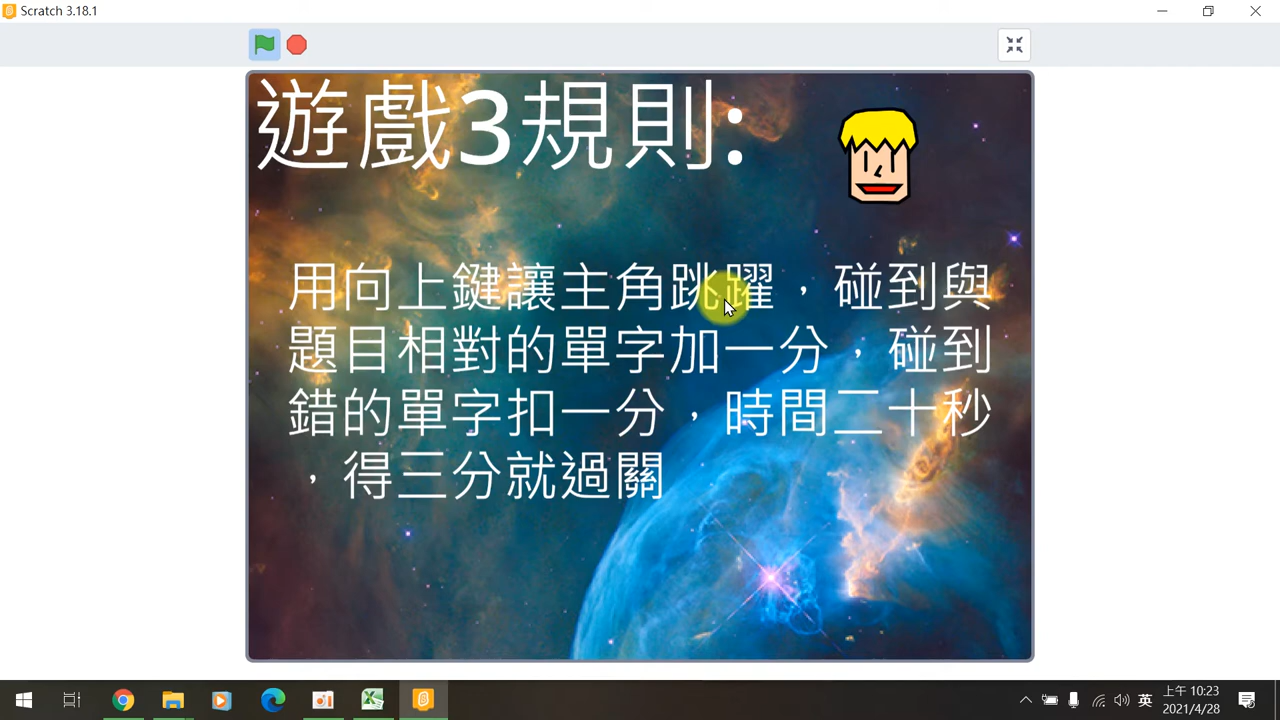 Scratch 3.18.1
遊戲3規則:
用向上鍵讓主角跳躍，碰到與
題目相對的單字加一分，碰到
錯的單字扣一分，時間二十秒
，得三分就過關
英
上午 10:23
2021/4/28